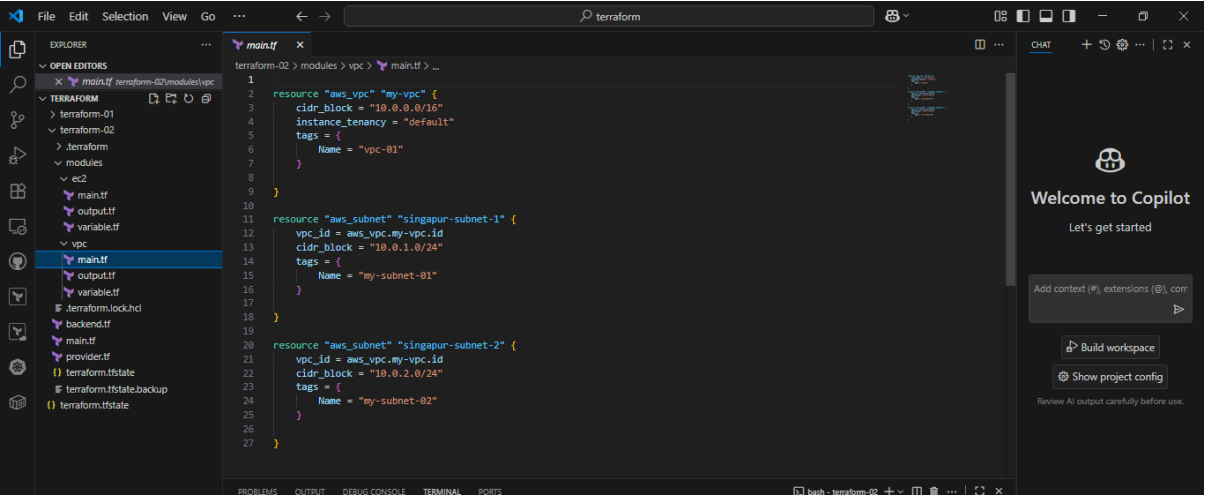 File Edit Selection View Go ... terraform
EXPLORER ...
OPEN EDITORS
main.tf terraform-02\modules\vpc
TERRAFORM
terraform-01
terraform-02
.terraform
modules
ec2
main.tf
output.tf
variable.tf
vpc
main.tf
output.tf
variable.tf
.terraform.lock.hcl
backend.tf
main.tf
provider.tf
{} terraform.tfstate
terraform.tfstate.backup
{} terraform.tfstate
main.tf
terraform-02 > modules > vpc > main.tf > ...
1
2 resource "aws_vpc" "my-vpc" {
3 cidr_block = "10.0.0.0/16"
4 instance_tenancy = "default"
5 tags = {
6 Name = "vpc-01"
7 }
8
9 }
10
11 resource "aws_subnet" "singapur-subnet-1" {
12 vpc_id = aws_vpc.my-vpc.id
13 cidr_block = "10.0.1.0/24"
14 tags = {
15 Name = "my-subnet-01"
16 }
17
18 }
19
20 resource "aws_subnet" "singapur-subnet-2" {
21 vpc_id = aws_vpc.my-vpc.id
22 cidr_block = "10.0.2.0/24"
23 tags = {
24 Name = "my-subnet-02"
25 }
26
27 }
PROBLEMS OUTPUT DEBUG CONSOLE TERMINAL PORTS
bash - terraform-02
CHAT
Welcome to Copilot
Let's get started
Add context (#), extensions (@), com
Build workspace
Show project config
Review AI output carefully before use.